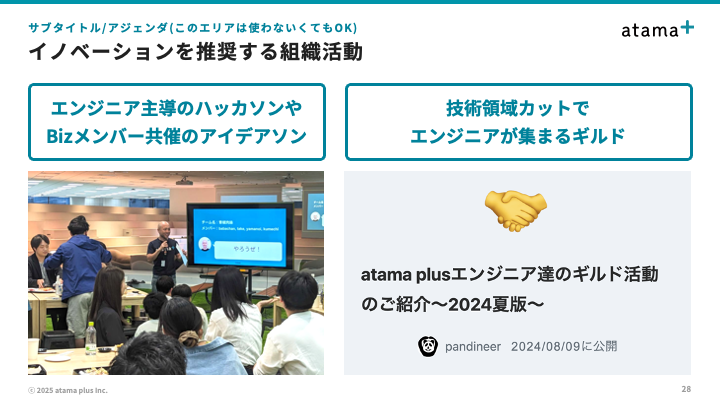 サブタイトル/アジェンダ(このエリアは使わないくてもOK)
イノベーションを推奨する組織活動
atama+
エンジニア主導のハッカソンや
Bizメンバー共催のアイデアソン
技術領域カットで
エンジニアが集まるギルド
やろうぜ！
atama plusエンジニア達のギルド活動
のご紹介〜2024夏版〜
pandineer 2024/08/09に公開
© 2025 atama plus Inc.
28